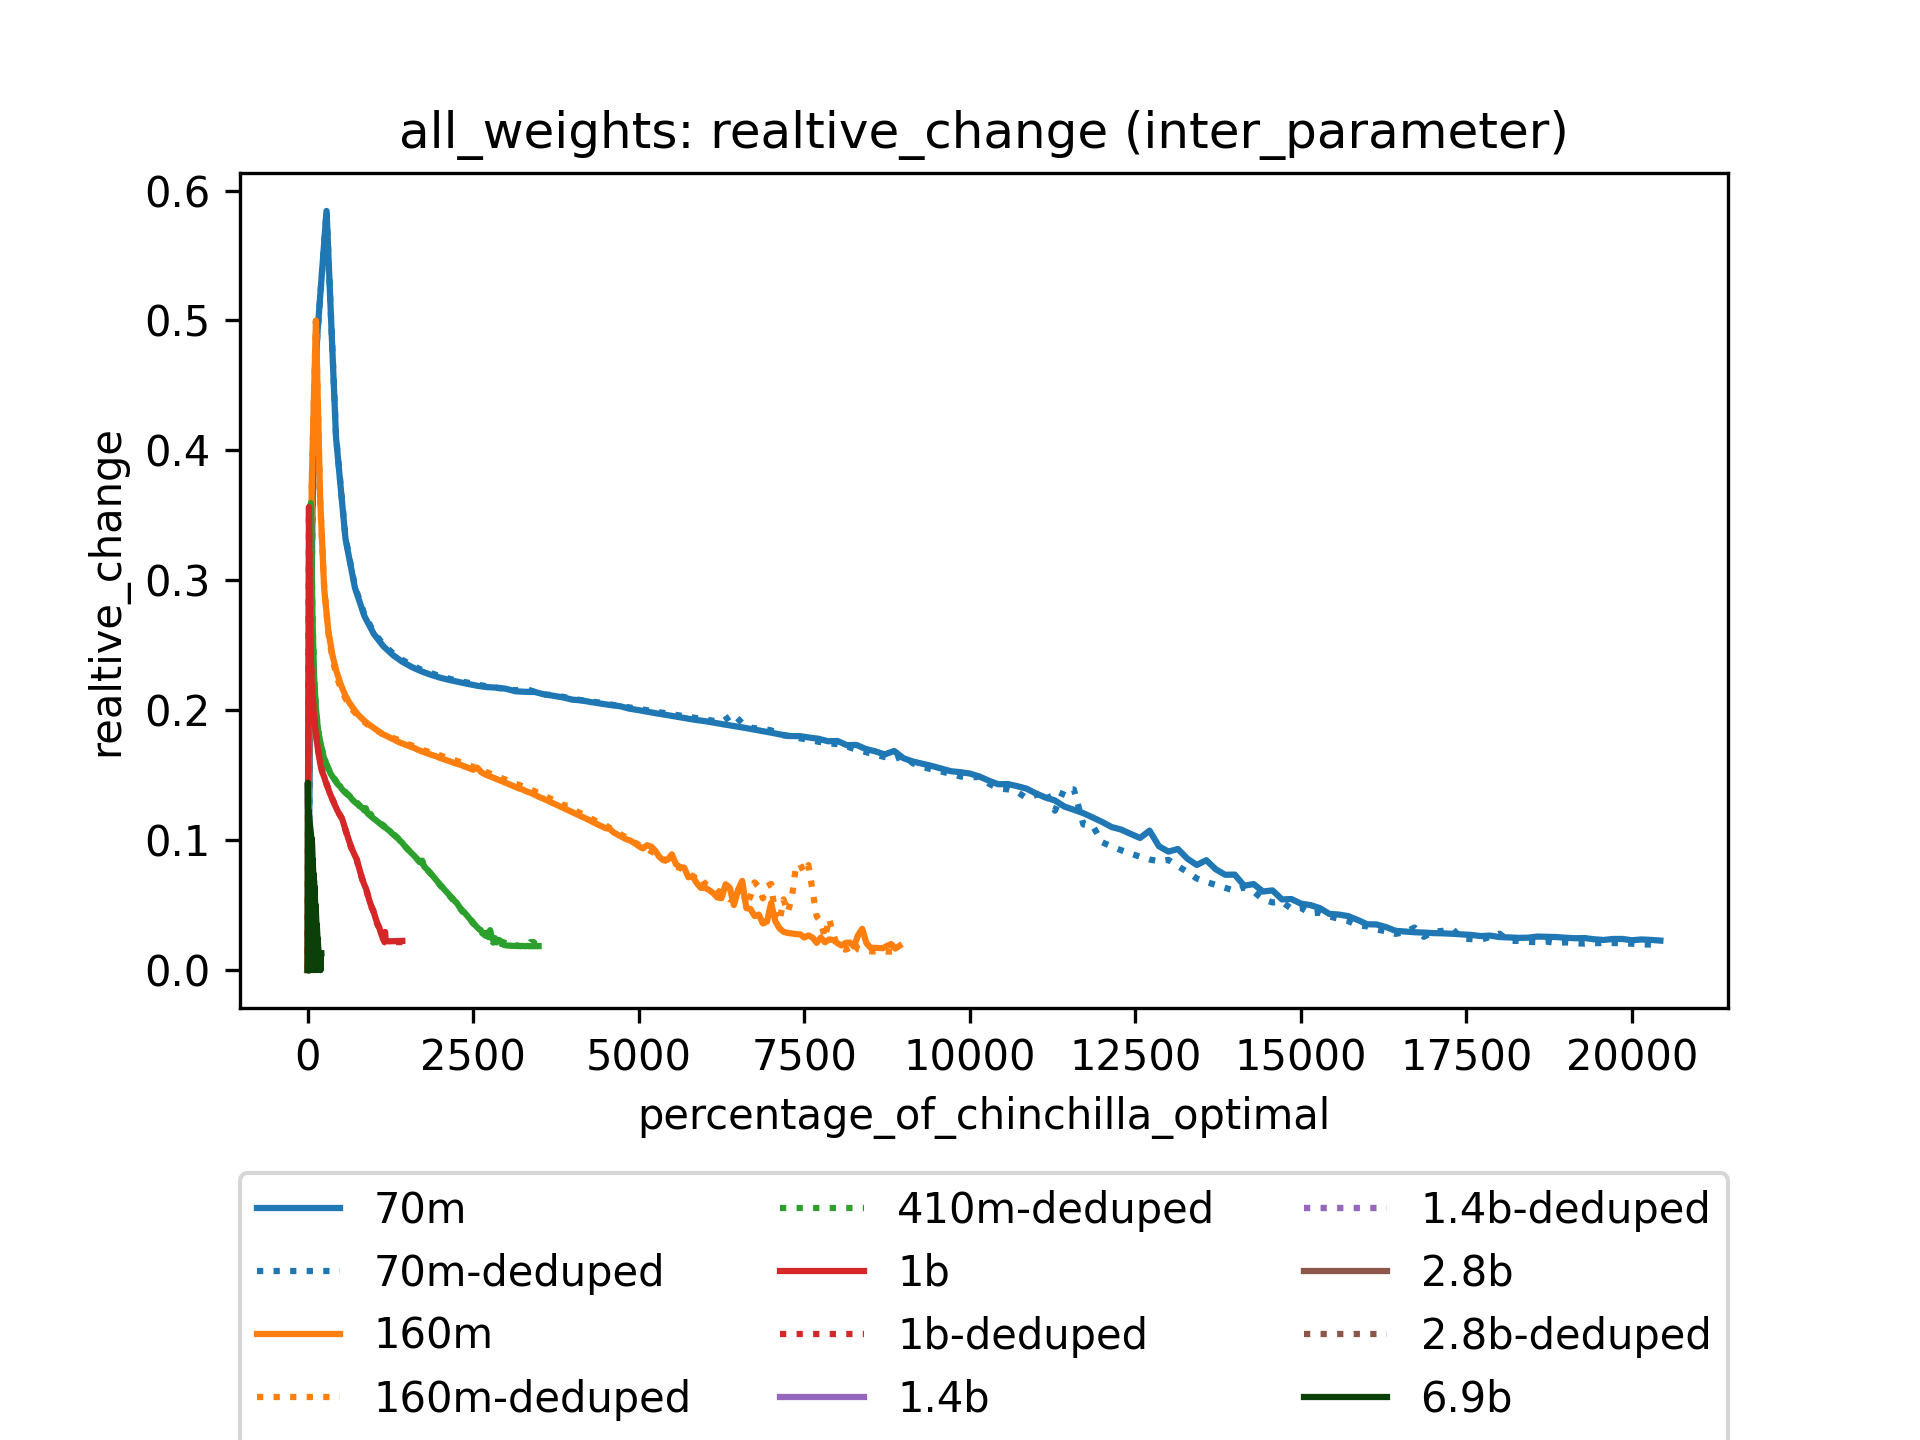 all_weights: realtive_change (inter_parameter)
realtive_change
0.6
0.5
0.4
0.3
0.2
0.1
0.0
0 2500 5000 7500 10000 12500 15000 17500 20000
percentage_of_chinchilla_optimal
70m
70m-deduped
160m
160m-deduped
410m-deduped
1b
1b-deduped
1.4b
1.4b-deduped
2.8b
2.8b-deduped
6.9b